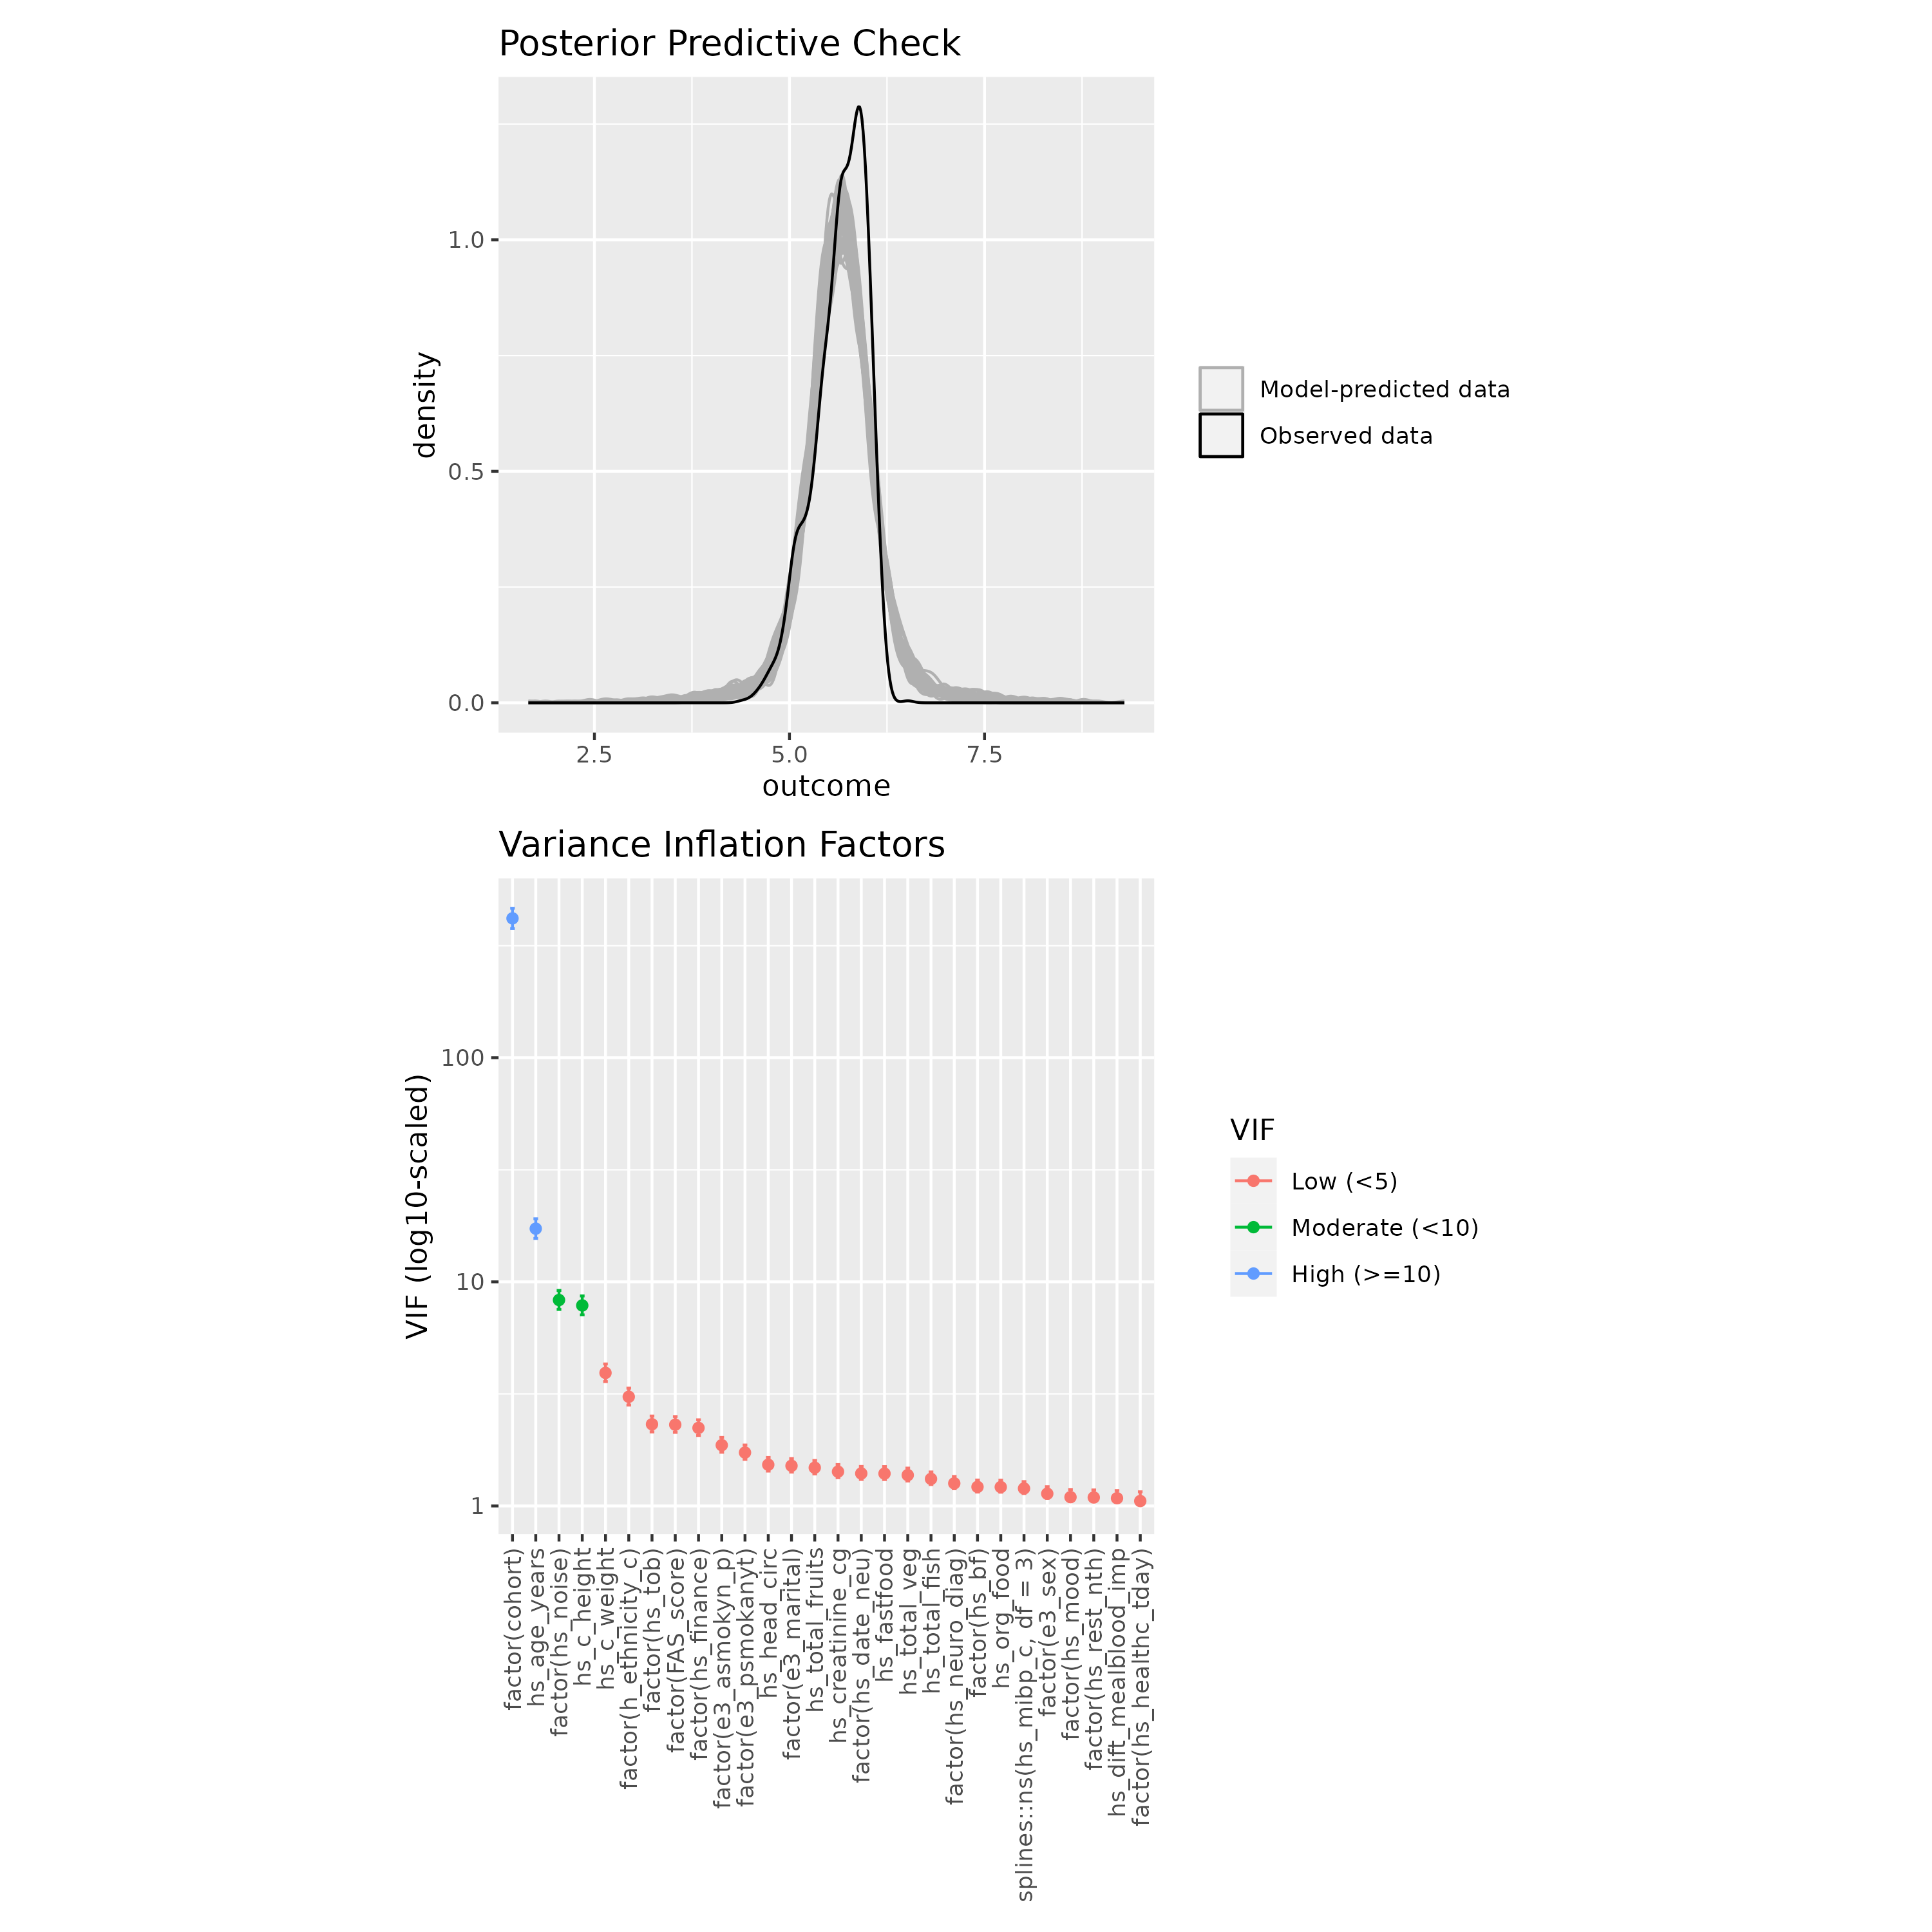 Posterior Predictive Check
density
1.0
0.5
0.0
2.5 5.0 7.5
outcome
Model-predicted data
Observed data
Variance Inflation Factors
VIF (log10-scaled)
100
10
1
factor(cohort)
hs_age_years
factor(hs_noise)
hs_c_height
hs_c_weight
factor(h_ethnicity_c)
factor(hs_tob)
factor(FAS_score)
factor(hs_finance)
factor(e3_asmokyn_p)
factor(e3_psmokanyt)
hs_head_circ
factor(e3_marital)
hs_total_fruits
hs_creatinine_cg
factor(hs_date_neu)
hs_fastfood
hs_total_veg
hs_total_fish
factor(hs_neuro_diag)
factor(hs_bf)
hs_org_food
splines::ns(hs_mibp_c, df = 3)
factor(e3_sex)
factor(hs_mood)
factor(hs_rest_nth)
hs_dift_mealblood_imp
factor(hs_healthc_tday)
VIF
Low (<5)
Moderate (<10)
High (>=10)